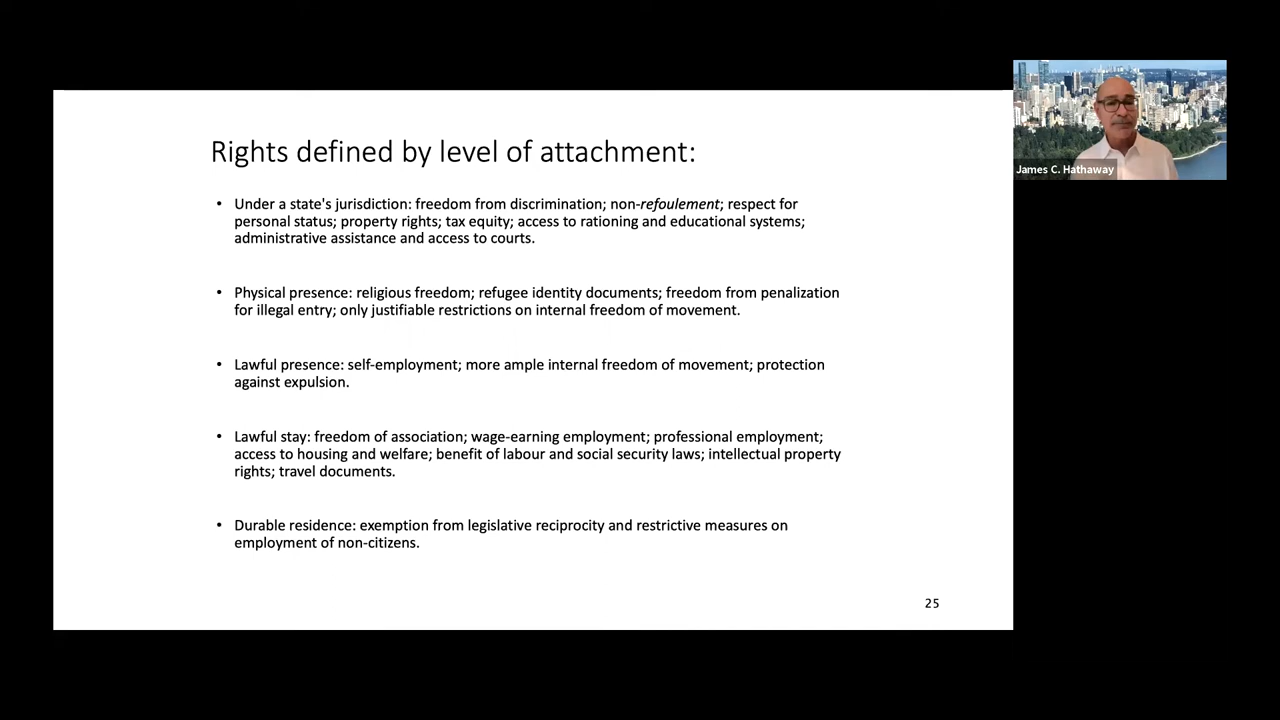 Rights defined by level of attachment:
• Under a state's jurisdiction: freedom from discrimination; non-refoulement; respect for
personal status; property rights; tax equity; access to rationing and educational systems;
administrative assistance and access to courts.
• Physical presence: religious freedom; refugee identity documents; freedom from penalization
for illegal entry; only justifiable restrictions on internal freedom of movement.
• Lawful presence: self-employment; more ample internal freedom of movement; protection
against expulsion.
• Lawful stay: freedom of association; wage-earning employment; professional employment;
access to housing and welfare; benefit of labour and social security laws; intellectual property
rights; travel documents.
• Durable residence: exemption from legislative reciprocity and restrictive measures on
employment of non-citizens.
25
James C. Hathaway